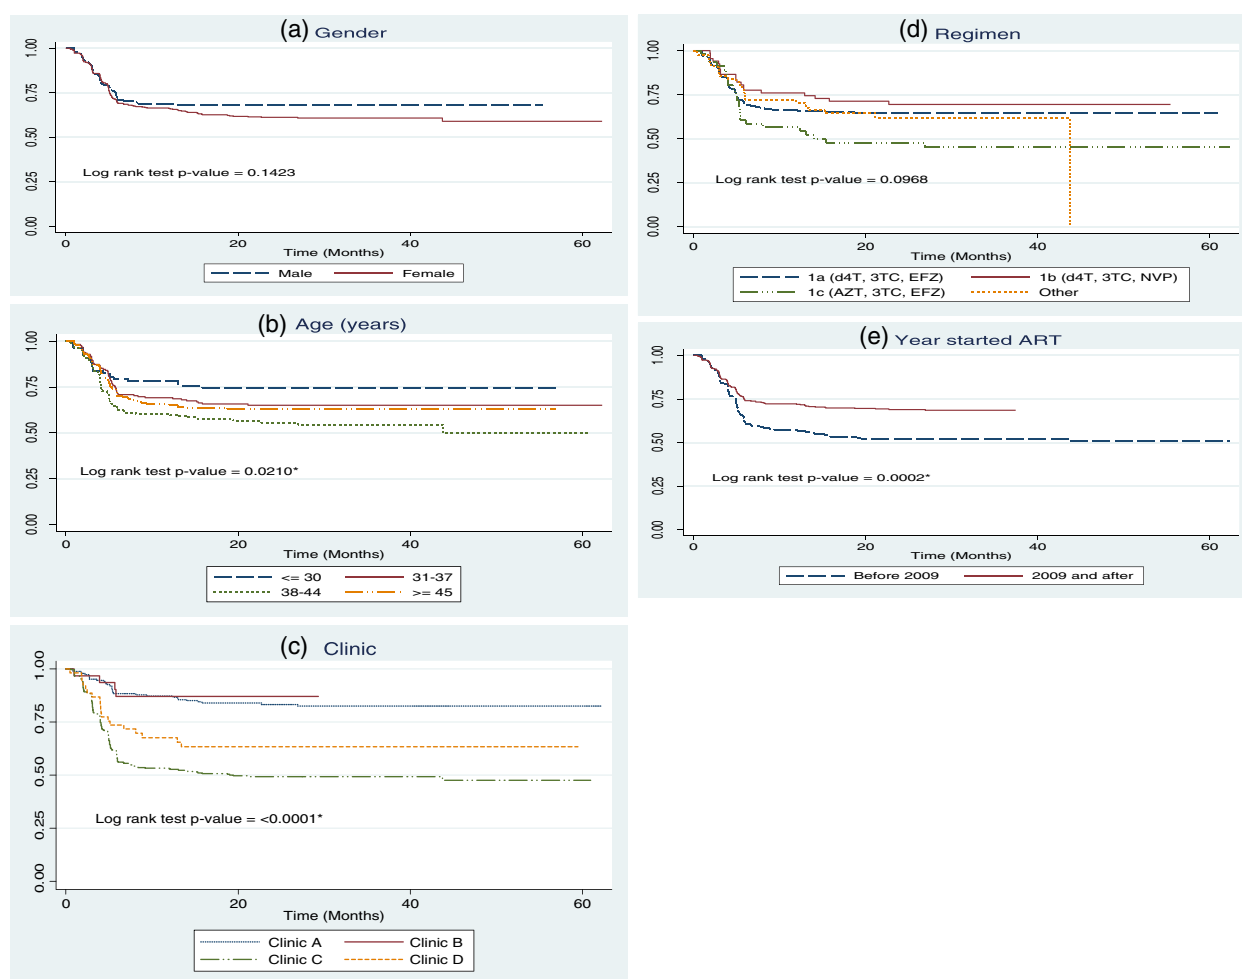 (a) Gender
1.00
0.75
0.50
0.25
0.00
Log rank test p-value = 0.1423
0 20 40 60
Time (Months)
Male Female
(b) Age (years)
1.00
0.75
0.50
0.25
0.00
Log rank test p-value = 0.0210*
0 20 40 60
Time (Months)
<= 30 31-37
38-44 >= 45
(c) Clinic
1.00
0.75
0.50
0.25
0.00
Log rank test p-value = <0.0001*
0 20 40 60
Time (Months)
Clinic A Clinic B
Clinic C Clinic D
(d) Regimen
1.00
0.75
0.50
0.25
0.00
Log rank test p-value = 0.0968
0 20 40 60
Time (Months)
1a (d4T, 3TC, EFZ) 1b (d4T, 3TC, NVP)
1c (AZT, 3TC, EFZ) Other
(e) Year started ART
1.00
0.75
0.50
0.25
0.00
Log rank test p-value = 0.0002*
0 20 40 60
Time (Months)
Before 2009 2009 and after